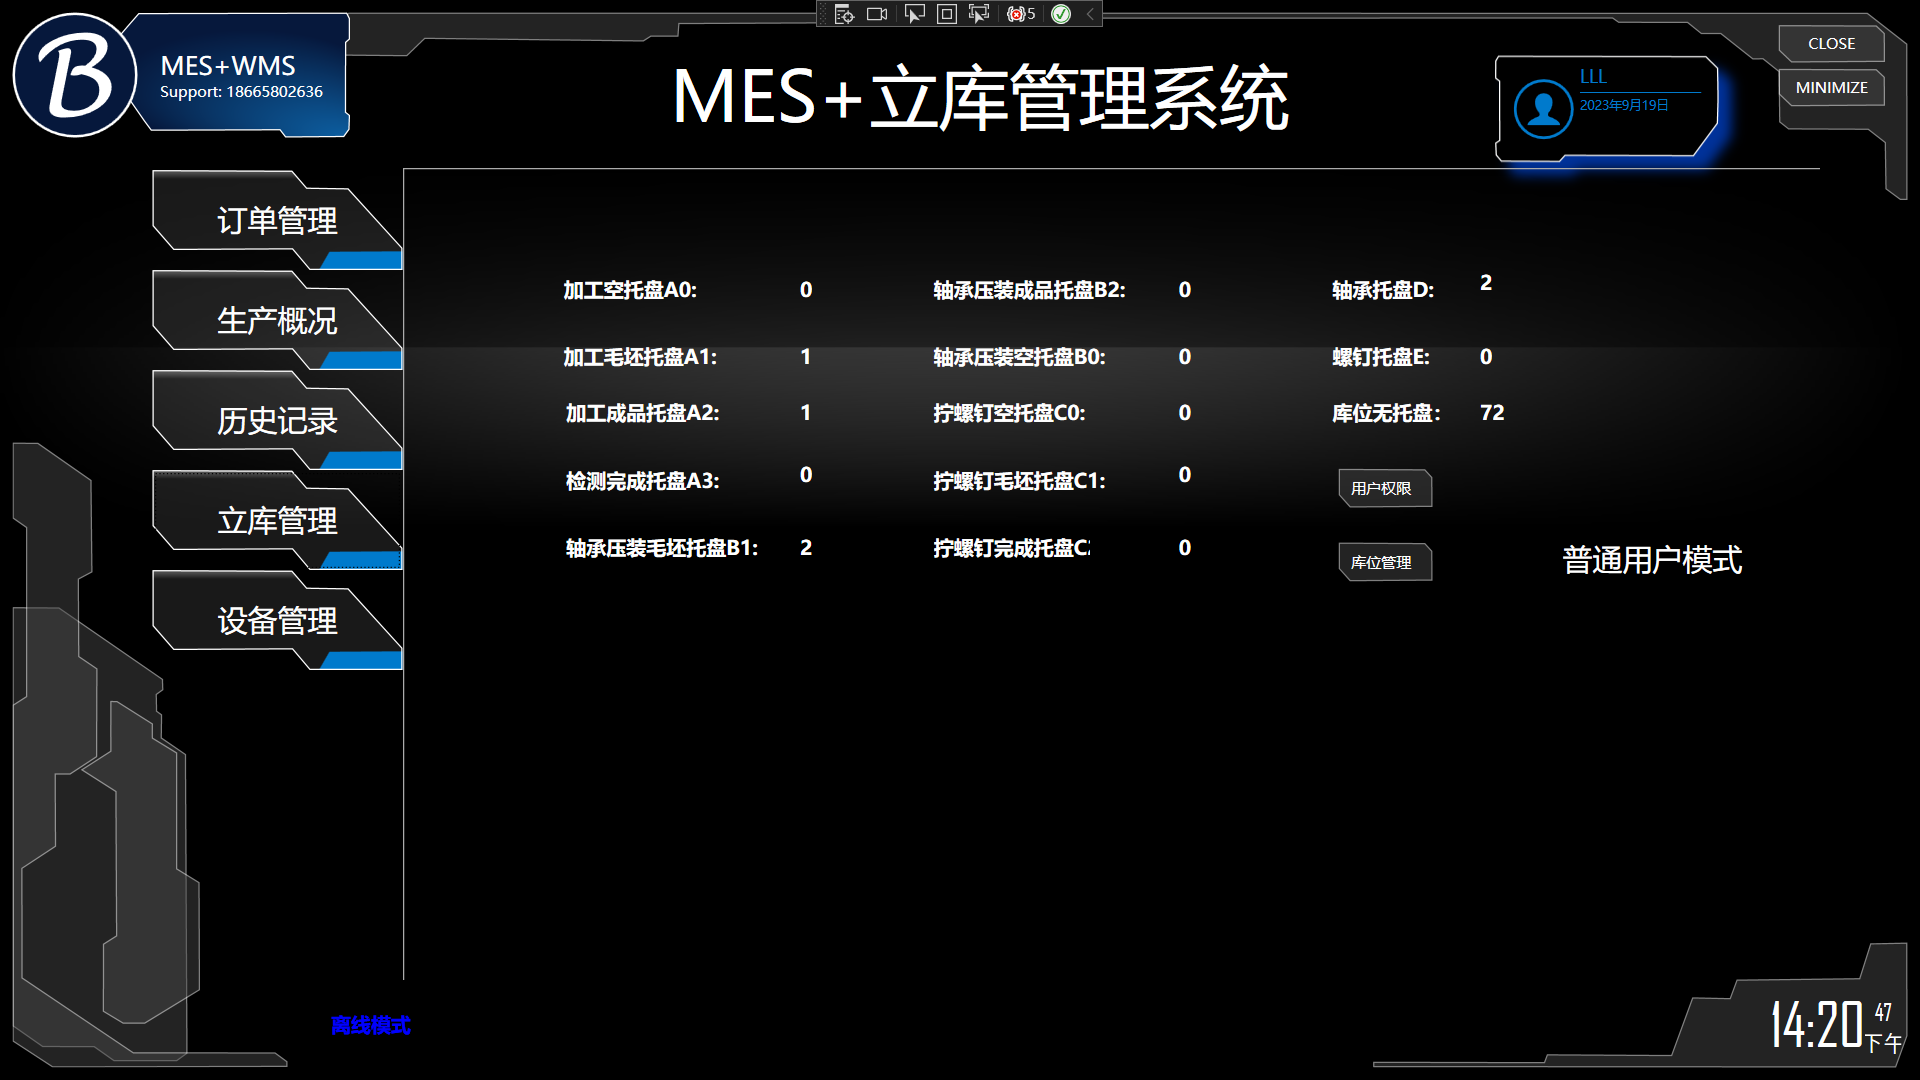 5
MES+WMS
Support: 18665802636
MES+立库管理系统
LLL
2023年9月19日
CLOSE
MINIMIZE
订单管理
生产概况
历史记录
立库管理
设备管理
加工空托盘A0: 0 轴承压装成品托盘B2: 0 轴承托盘D: 2
加工毛坯托盘A1: 1 轴承压装空托盘B0: 0 螺钉托盘E: 0
加工成品托盘A2: 1 拧螺钉空托盘C0: 0 库位无托盘: 72
检测完成托盘A3: 0 拧螺钉毛坯托盘C1: 0 用户权限
轴承压装毛坯托盘B1: 2 拧螺钉完成托盘C 0 库位管理
普通用户模式
离线模式
14:20 47
下午